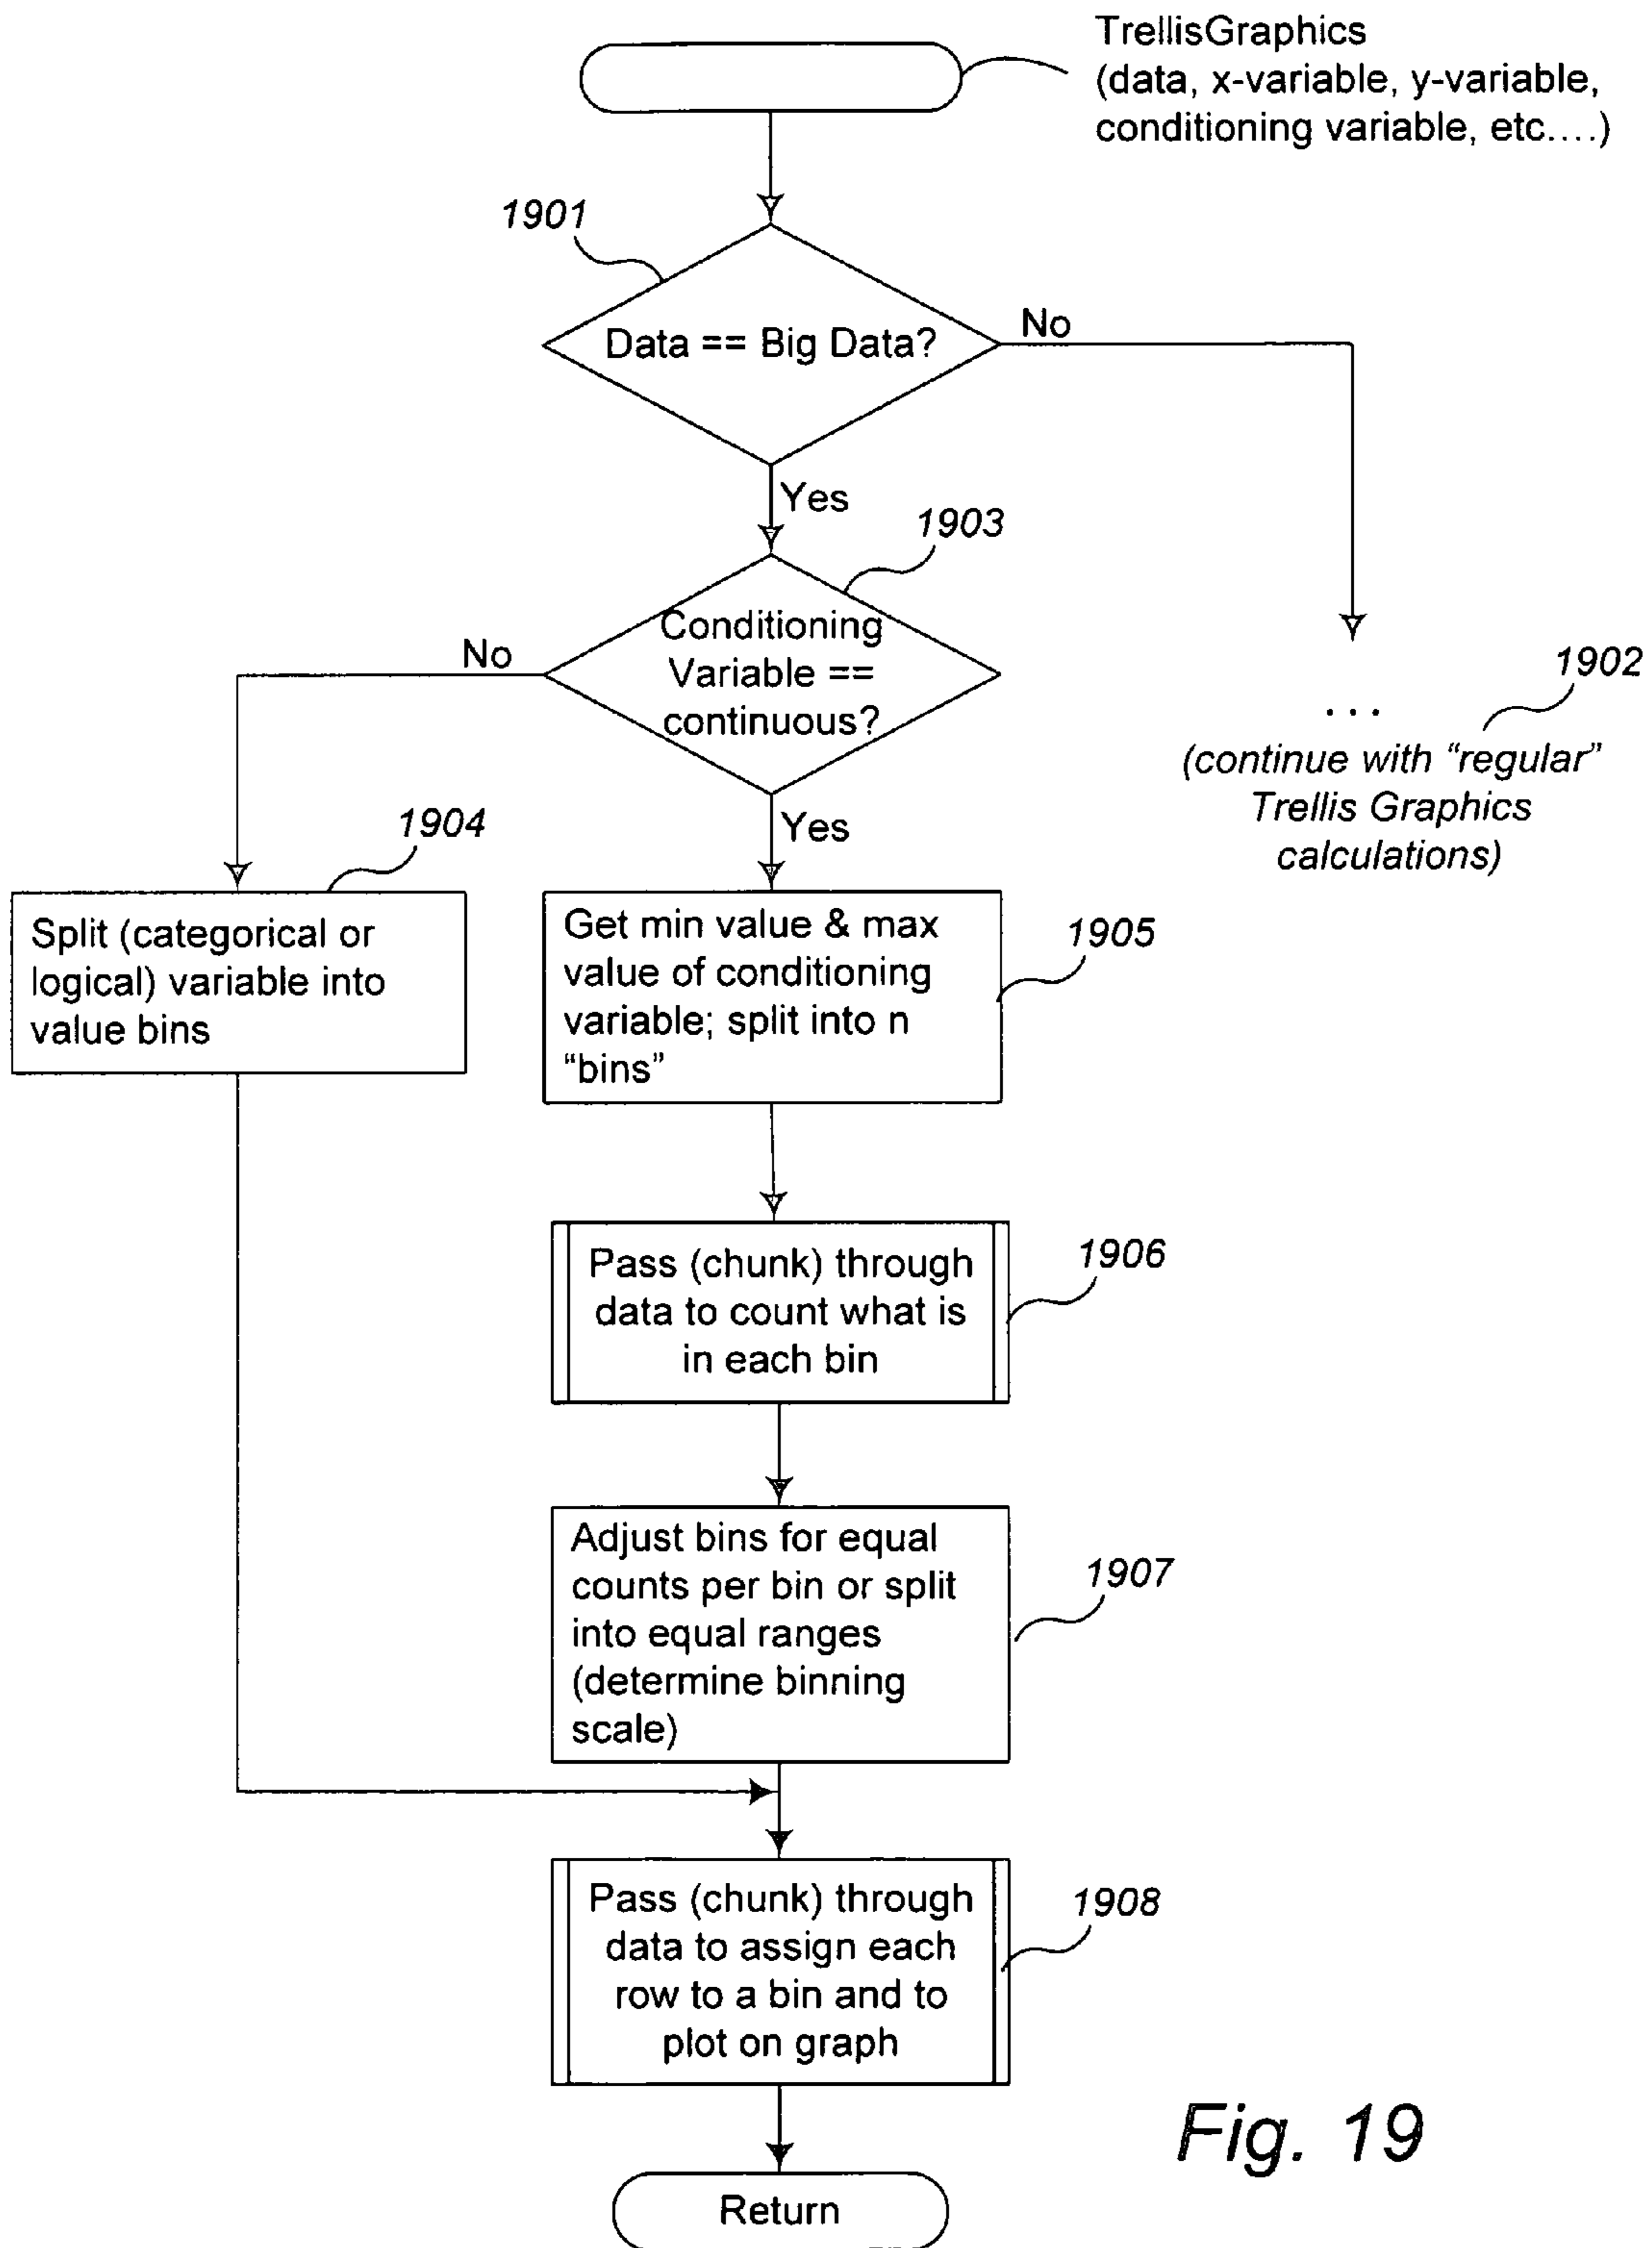 TrellisGraphics
(data, x-variable, y-variable,
conditioning variable, etc....)
1901
Data == Big Data?
No
Yes
1903
Conditioning
Variable ==
continuous?
No
Yes
1902
...
(continue with “regular”
Trellis Graphics
calculations)
1904
Split (categorical or
logical) variable into
value bins
Get min value & max
value of conditioning
variable; split into n
“bins”
1905
Pass (chunk) through
data to count what is
in each bin
1906
Adjust bins for equal
counts per bin or split
into equal ranges
(determine binning
scale)
1907
Pass (chunk) through
data to assign each
row to a bin and to
plot on graph
1908
Return
Fig. 19